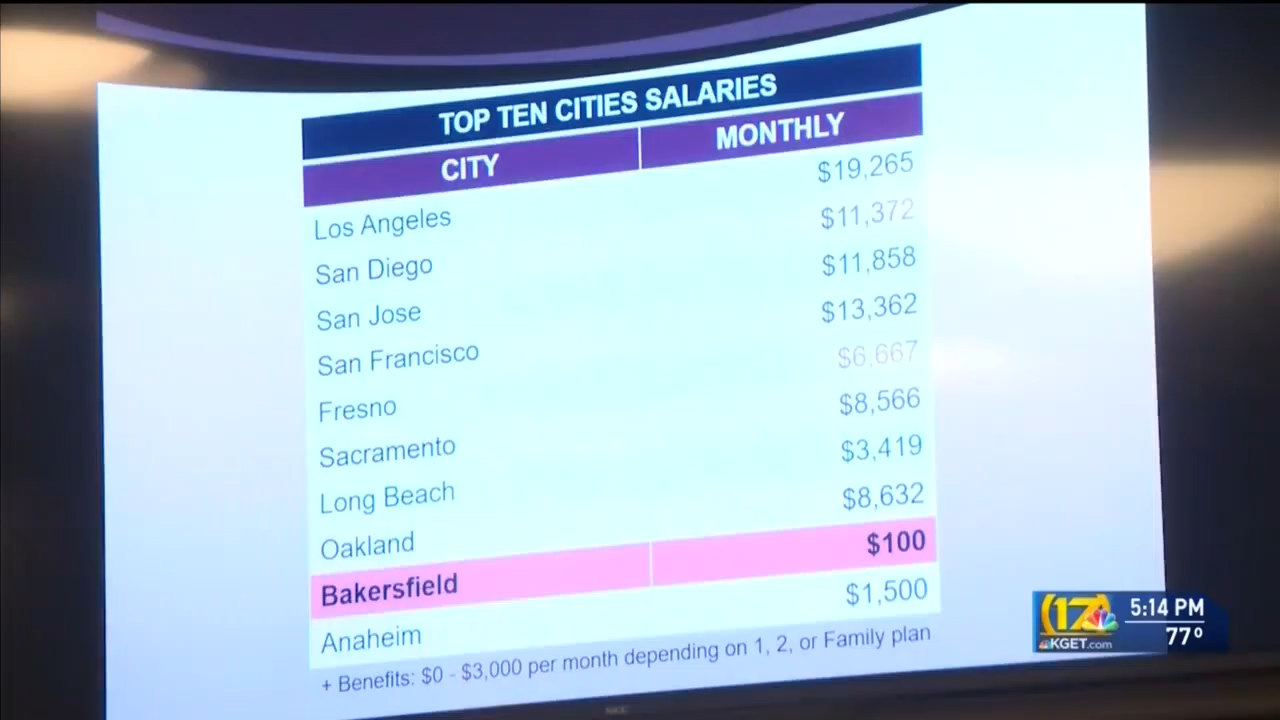 TOP TEN CITIES SALARIES
CITY MONTHLY
Los Angeles $19,265
San Diego $11,372
San Jose $11,858
San Francisco $13,362
Fresno $6,667
Sacramento $8,566
Long Beach $3,419
Oakland $8,632
Bakersfield $100
Anaheim $1,500
+ Benefits: $0 - $3,000 per month depending on 1, 2, or Family plan
17 5:14 PM
KGET.com 77°